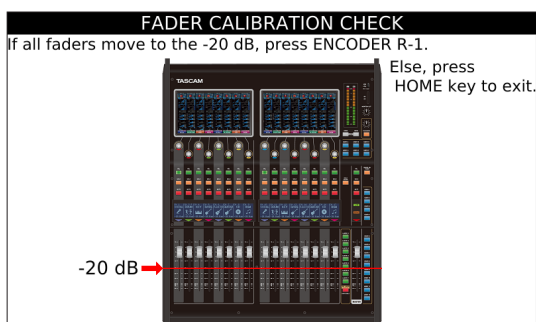 FADER CALIBRATION CHECK
If all faders move to the -20 dB, press ENCODER R-1.
Else, press
HOME key to exit.
TASCAM
-20 dB